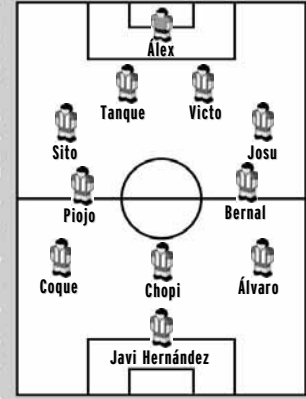 Álex
Tanque Victo
Sito Josu
Piojo Bernal
Coque Chopi Álvaro
Javi Hernández